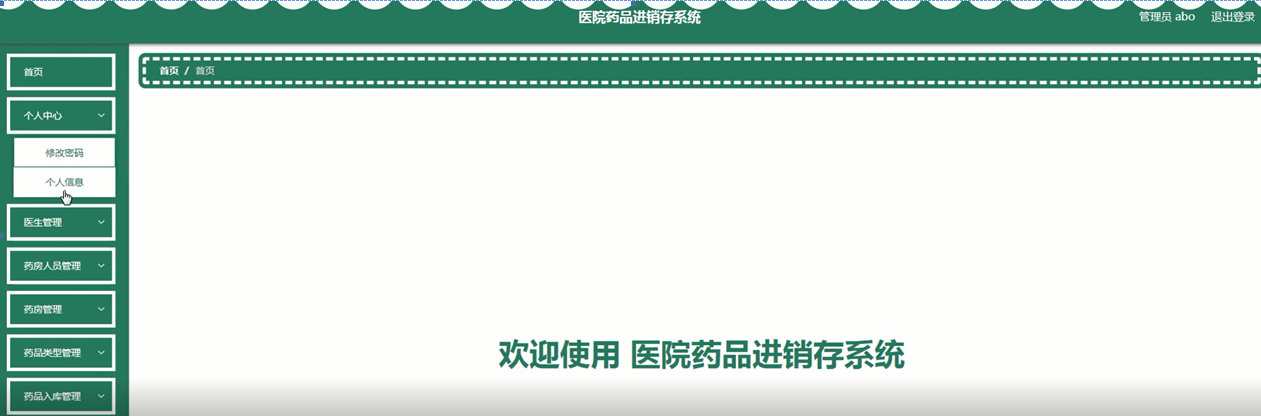 医院药品进销存系统
管理员 abo 退出登录
首页
首页 / 首页
个人中心
修改密码
个人信息
医生管理
药房人员管理
药房管理
药品类型管理
药品入库管理
欢迎使用 医院药品进销存系统